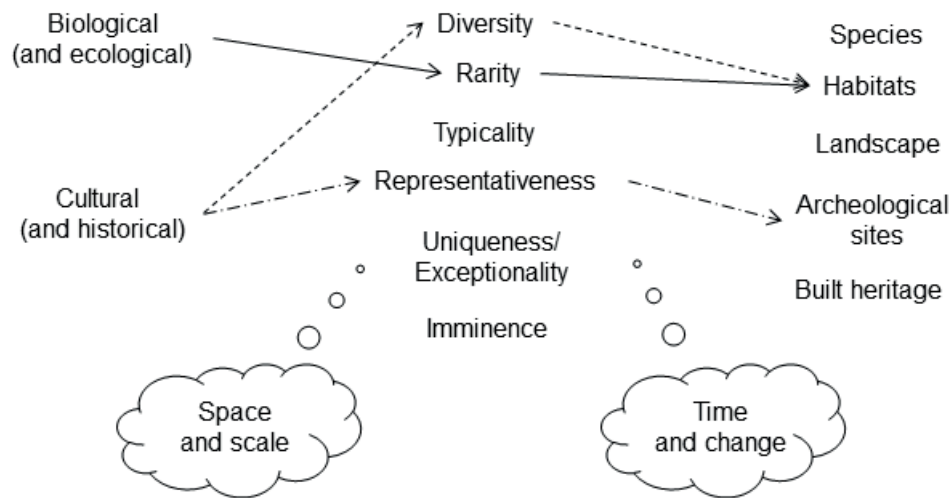 Biological
(and ecological)
Cultural
(and historical)
Diversity
Rarity
Typicality
Representativeness
Uniqueness/
Exceptionality
Imminence
Species
Habitats
Landscape
Archeological
sites
Built heritage
Space
and scale
Time
and change